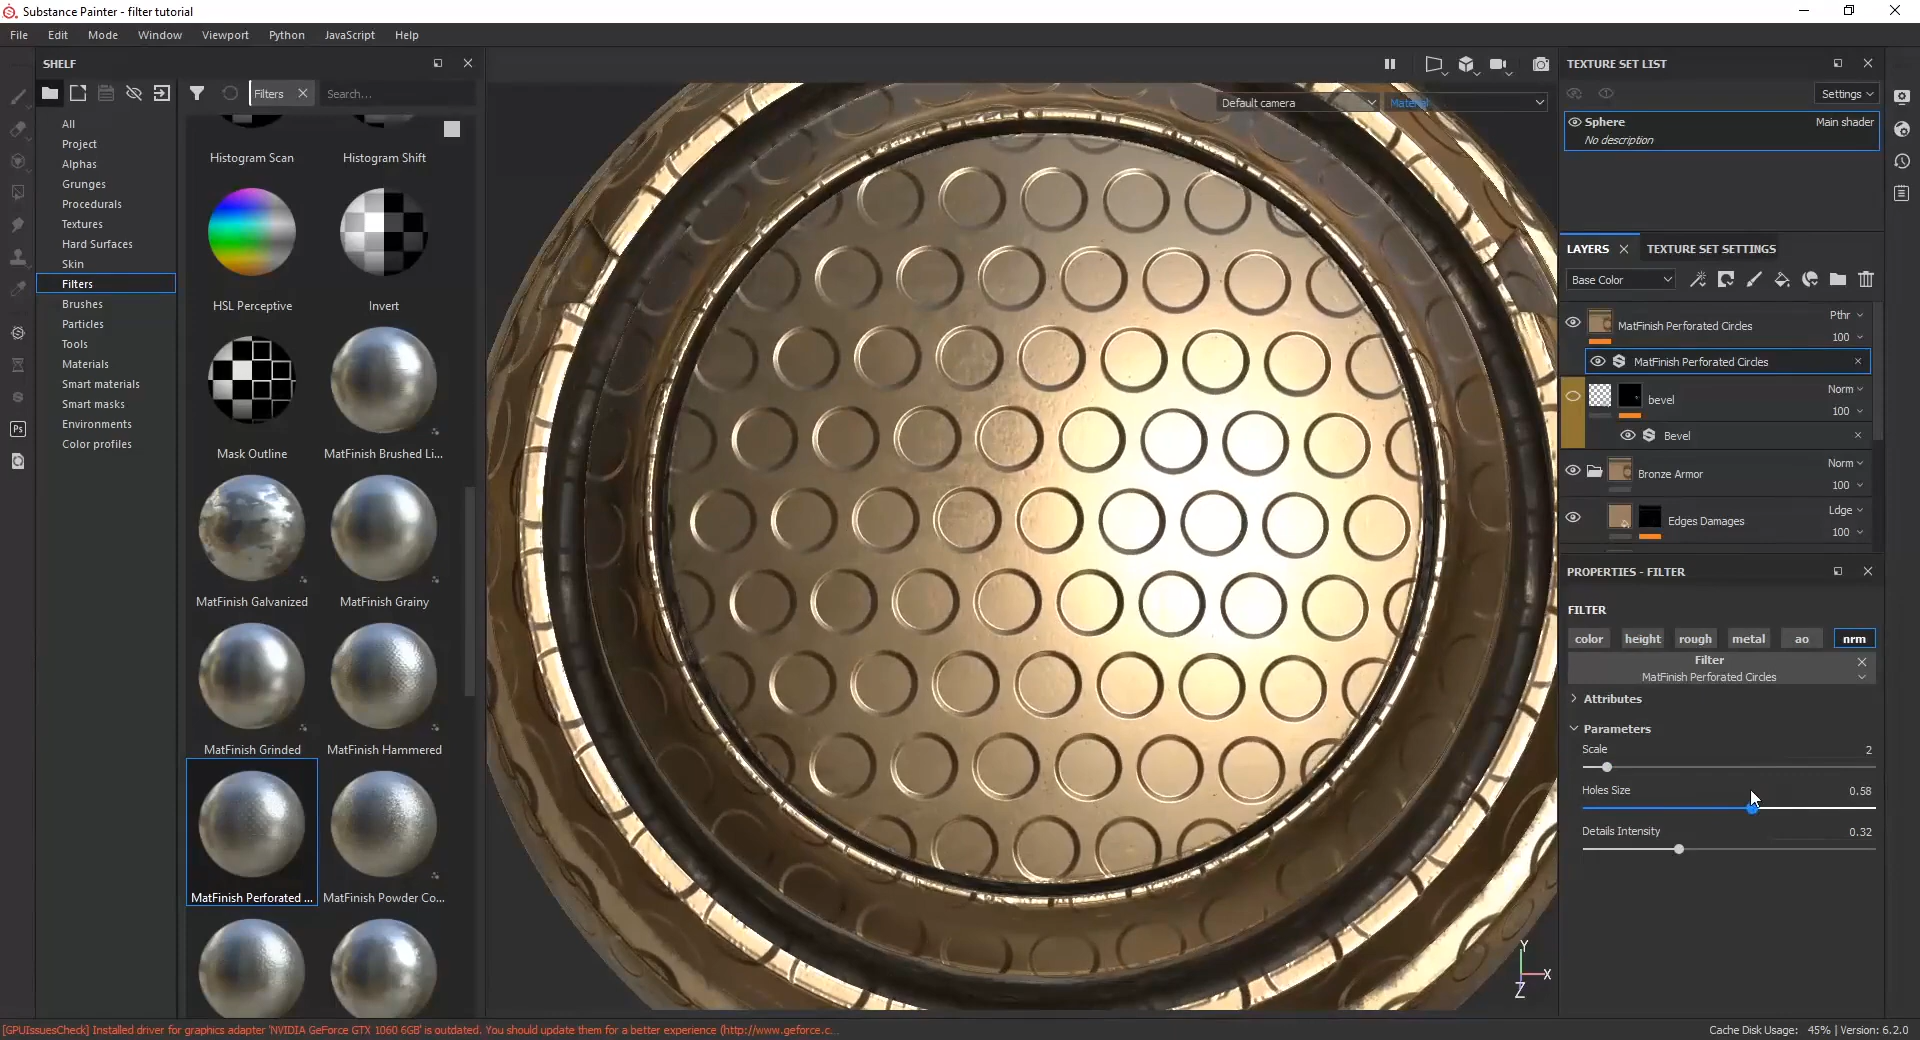 Substance Painter - filter tutorial
File Edit Mode Window Viewport Python JavaScript Help
SHELF
Filters
Search...
All
Project
Alphas
Grunges
Procedurals
Textures
Hard Surfaces
Skin
Filters
Brushes
Particles
Tools
Materials
Smart materials
Smart masks
Environments
Color profiles
Histogram Scan
Histogram Shift
HSL Perceptive
Invert
Mask Outline
MatFinish Brushed Li...
MatFinish Galvanized
MatFinish Grainy
MatFinish Grinded
MatFinish Hammered
MatFinish Perforated ...
MatFinish Powder Co...
Default camera
Material
Y
X
Z
TEXTURE SET LIST
Settings
Sphere
Main shader
No description
LAYERS
TEXTURE SET SETTINGS
Base Color
MatFinish Perforated Circles
Pthr
100
MatFinish Perforated Circles
bevel
Norm
100
Bevel
Bronze Armor
Norm
100
Edges Damages
Ldge
100
PROPERTIES - FILTER
FILTER
color height rough metal ao nrm
Filter
MatFinish Perforated Circles
Attributes
Parameters
Scale
2
Holes Size
0.58
Details Intensity
0.32
Ps
[GPUIssuesCheck] Installed driver for graphics adapter 'NVIDIA GeForce GTX 1060 6GB' is outdated. You should update them for a better experience (http://www.geforce.c...
Cache Disk Usage: 45% | Version: 6.2.0